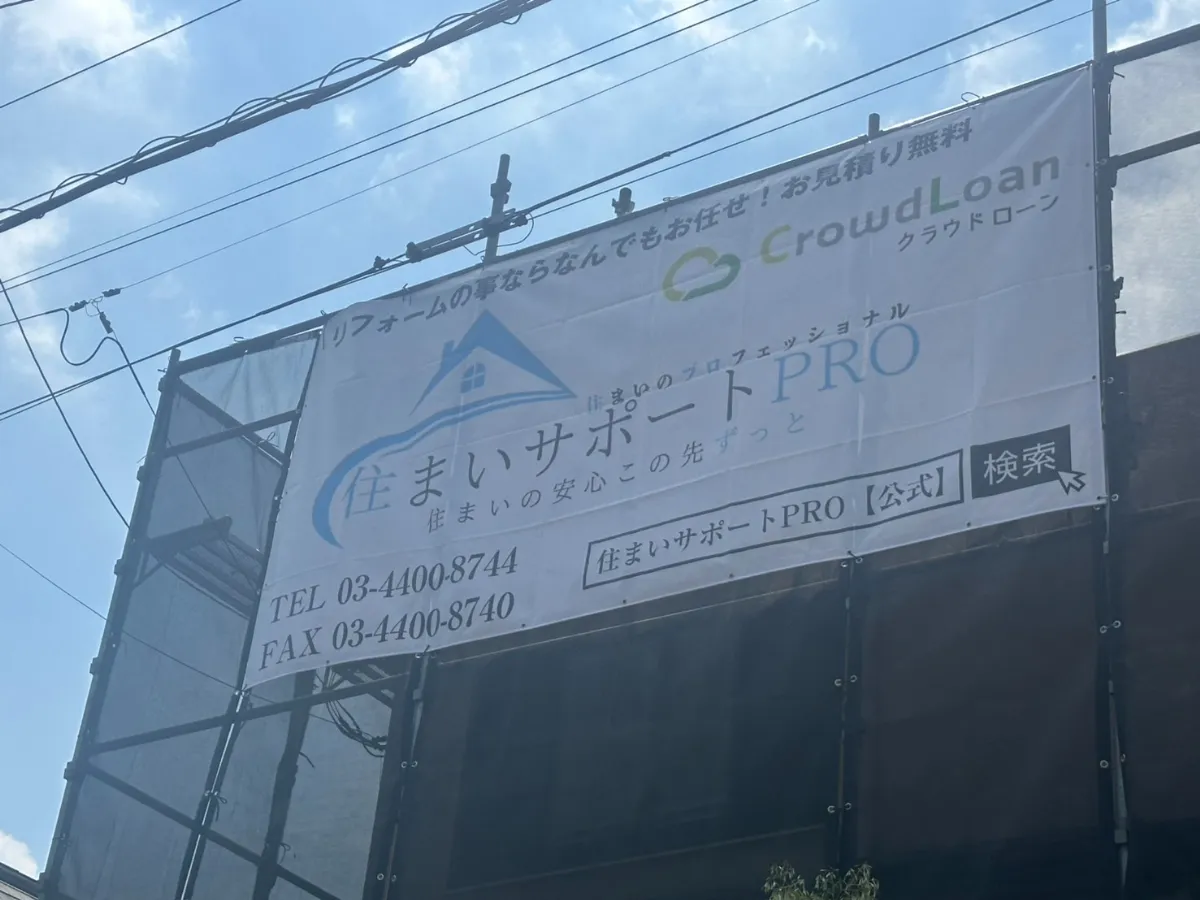 リフォームの事ならなんでもお任せ！お見積り無料
CrowdLoan
クラウドローン
住まいのプロフェッショナル
住まいサポートPRO
住まいの安心この先ずっと
TEL 03-4400-8744
FAX 03-4400-8740
住まいサポートPRO【公式】 検索